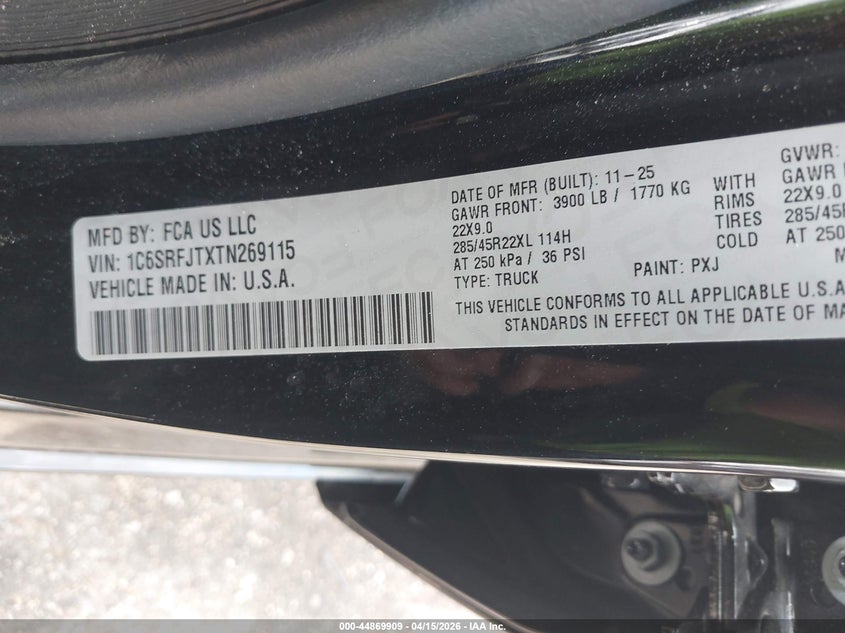 MFD BY: FCA US LLC
VIN: 1C6SRFJTXTN269115
VEHICLE MADE IN: U.S.A.
DATE OF MFR (BUILT): 11-25
GAWR FRONT: 3900 LB / 1770 KG
22X9.0
285/45R22XL 114H
AT 250 kPa / 36 PSI
TYPE: TRUCK
PAINT: PXJ
WITH
RIMS
TIRES
COLD
GVWR:
GAWR
22X9.0
285/45R
AT 250
THIS VEHICLE CONFORMS TO ALL APPLICABLE U.S.A
STANDARDS IN EFFECT ON THE DATE OF MA
000-44869909 - 04/15/2026 - IAA Inc.